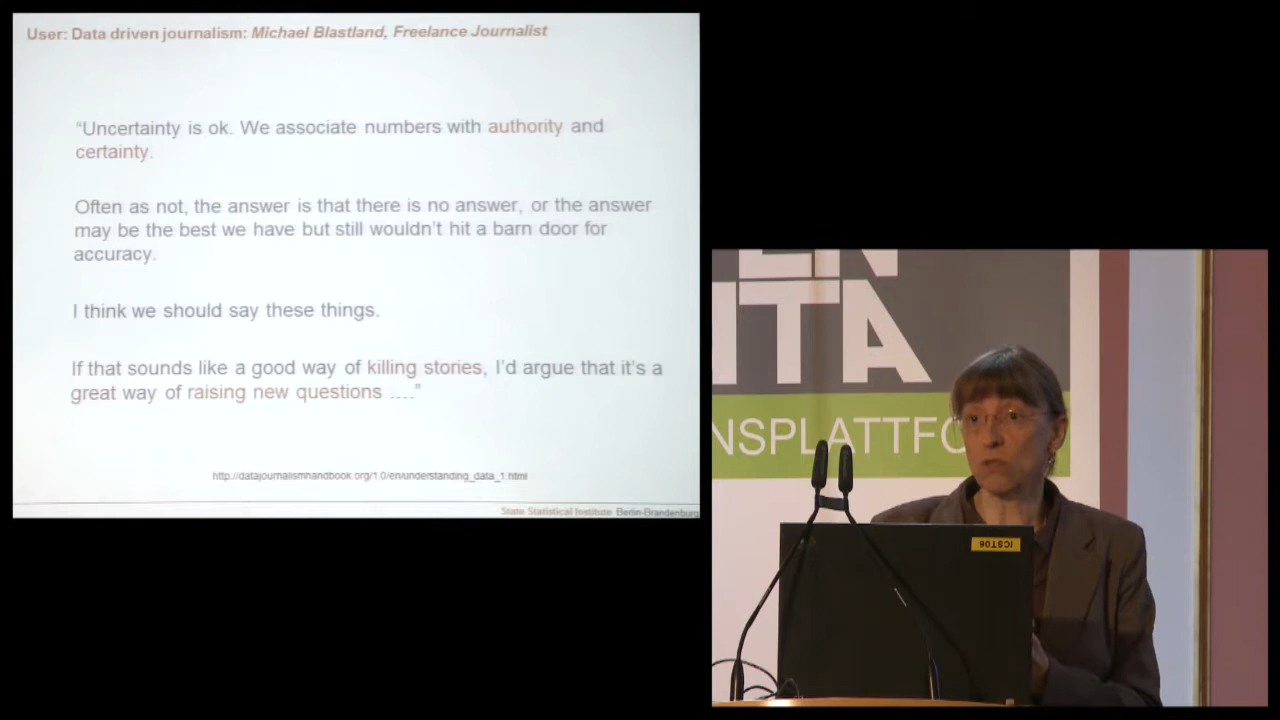 User: Data driven journalism: Michael Blastland, Freelance Journalist
“Uncertainty is ok. We associate numbers with authority and
certainty.
Often as not, the answer is that there is no answer, or the answer
may be the best we have but still wouldn't hit a barn door for
accuracy.
I think we should say these things.
If that sounds like a good way of killing stories, I'd argue that it's a
great way of raising new questions ....”
http://datajournalismhandbook.org/1.0/en/understanding_data_1.html
State Statistical Institute Berlin-Brandenburg
EN
ITA
NSPLATTFO
ICST06